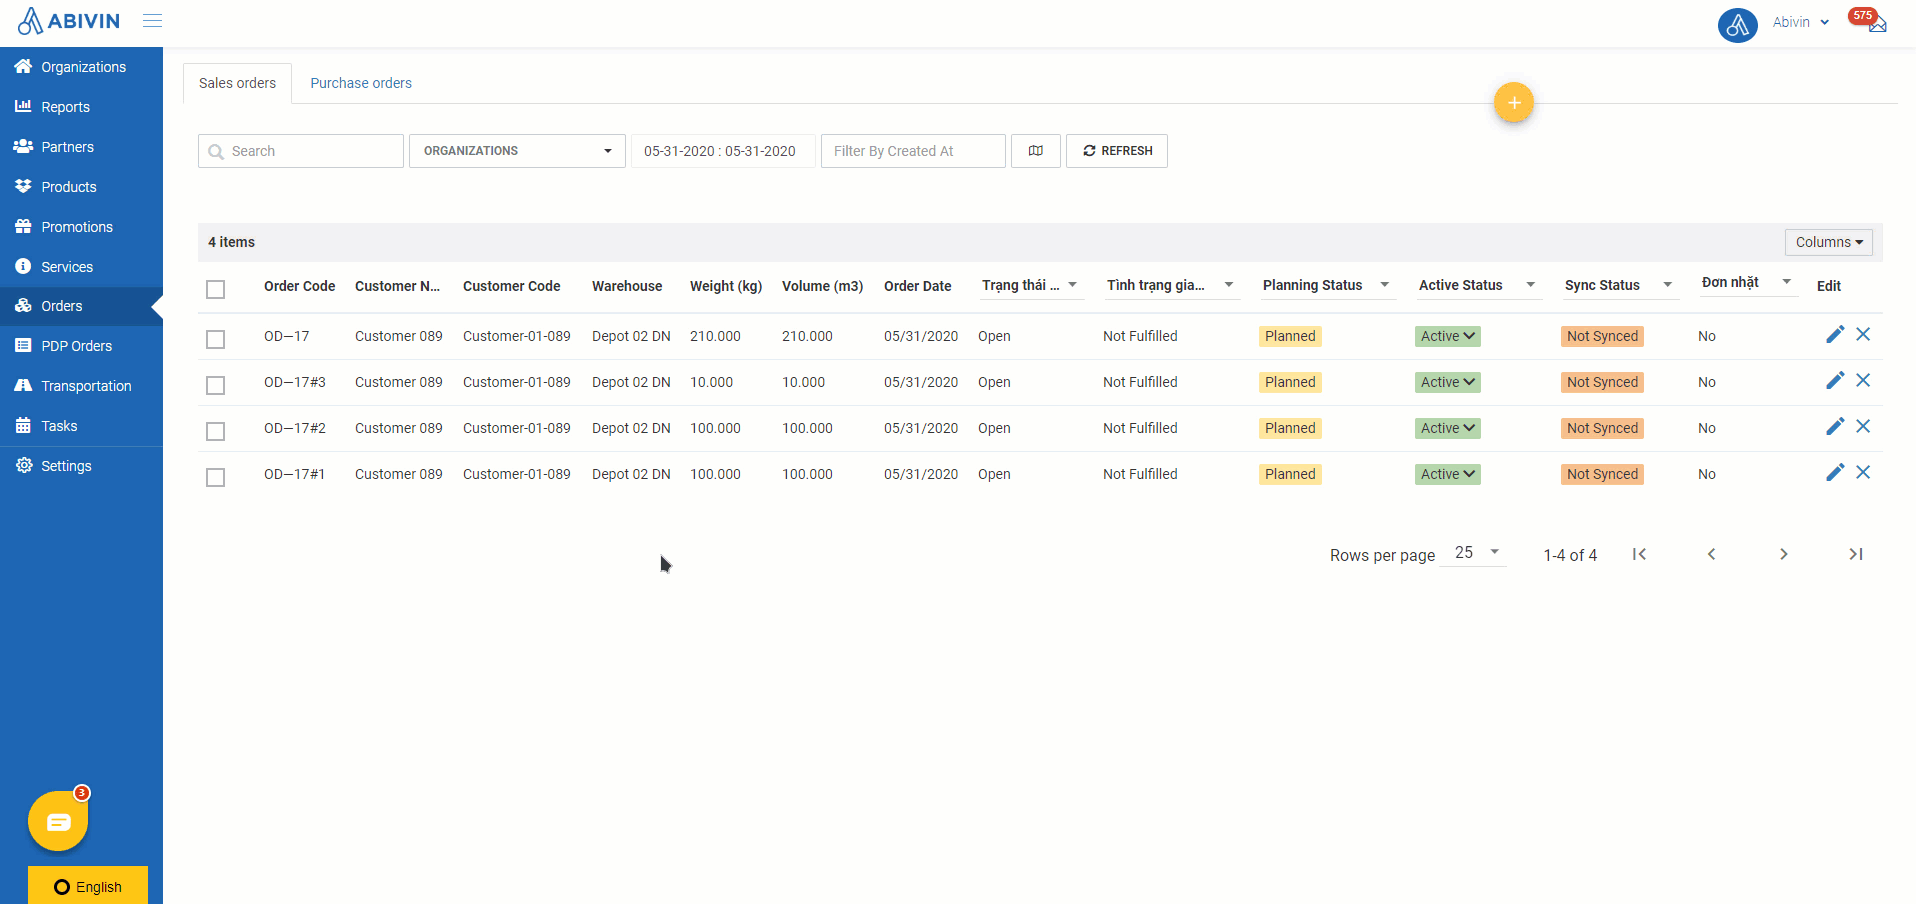 ABIVIN
Abivin
575
Organizations
Reports
Partners
Products
Promotions
Services
Orders
PDP Orders
Transportation
Tasks
Settings
3
English
Sales orders
Purchase orders
+
Search
ORGANIZATIONS
05-31-2020 : 05-31-2020
Filter By Created At
REFRESH
4 items
Columns
Order Code Customer N... Customer Code Warehouse Weight (kg) Volume (m3) Order Date Trạng thái ... Tình trạng gia... Planning Status Active Status Sync Status Đơn nhặt Edit
OD—17 Customer 089 Customer-01-089 Depot 02 DN 210.000 210.000 05/31/2020 Open Not Fulfilled Planned Active Not Synced No
OD—17#3 Customer 089 Customer-01-089 Depot 02 DN 10.000 10.000 05/31/2020 Open Not Fulfilled Planned Active Not Synced No
OD—17#2 Customer 089 Customer-01-089 Depot 02 DN 100.000 100.000 05/31/2020 Open Not Fulfilled Planned Active Not Synced No
OD—17#1 Customer 089 Customer-01-089 Depot 02 DN 100.000 100.000 05/31/2020 Open Not Fulfilled Planned Active Not Synced No
Rows per page 25 1-4 of 4